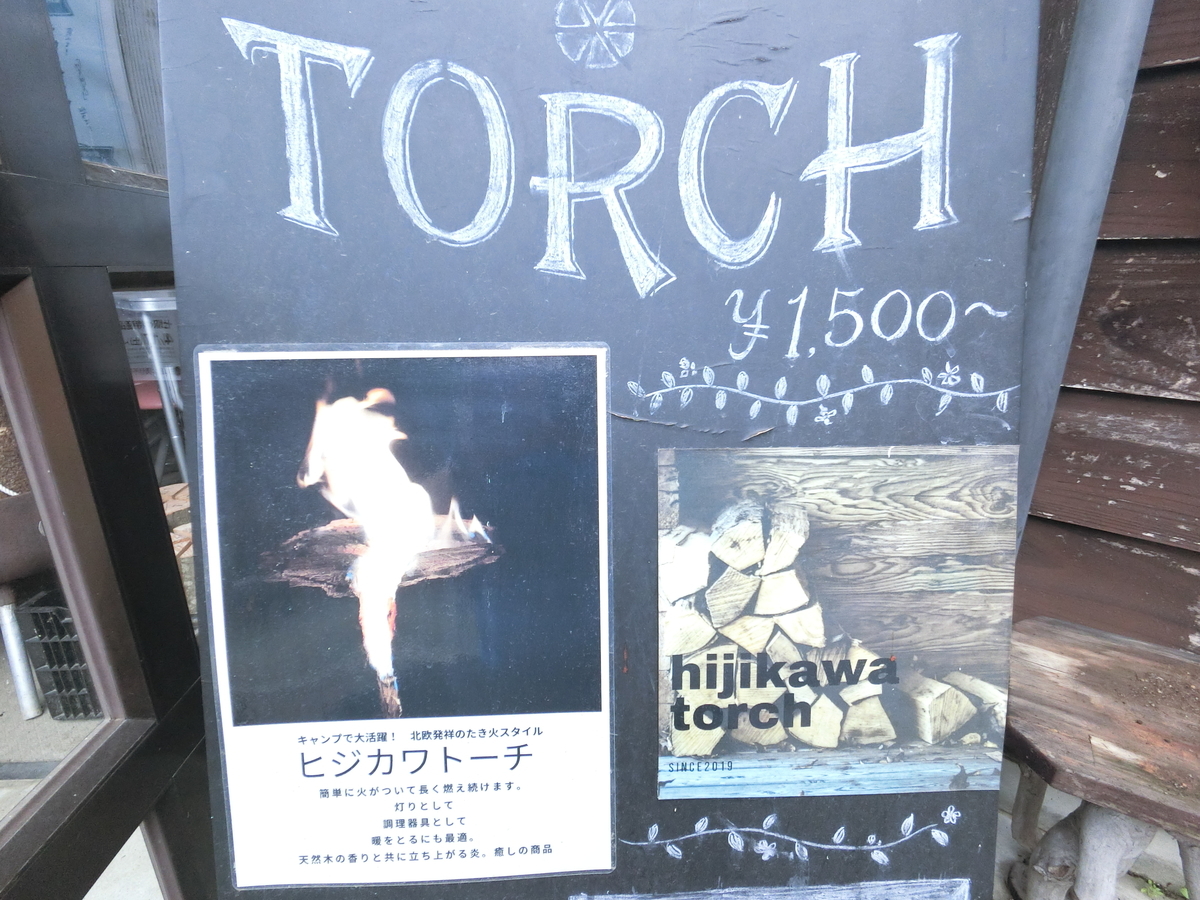 TORCH
¥1,500~
キャンプで大活躍！ 北欧発祥のたき火スタイル
ヒジカワトーチ
簡単に火がついて長く燃え続けます。
灯りとして
調理器具として
暖をとるにも最適。
天然木の香りと共に立ち上がる炎。癒しの商品
hijikawa
torch
SINCE2019